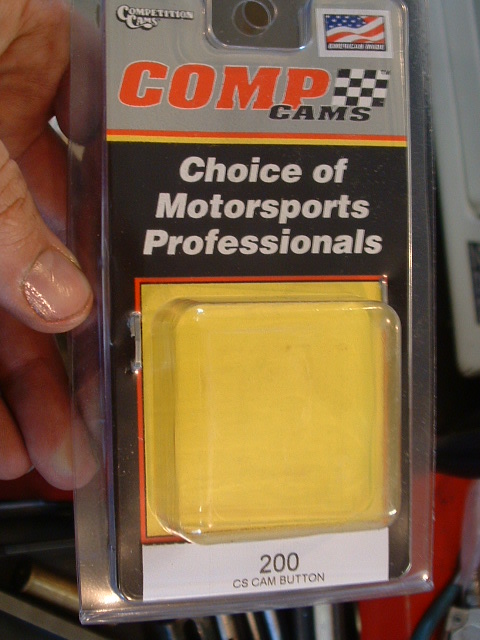 COMPETITION
CAMS
COMP
CAMS
Choice of
Motorsports
Professionals
200
CS CAM BUTTON